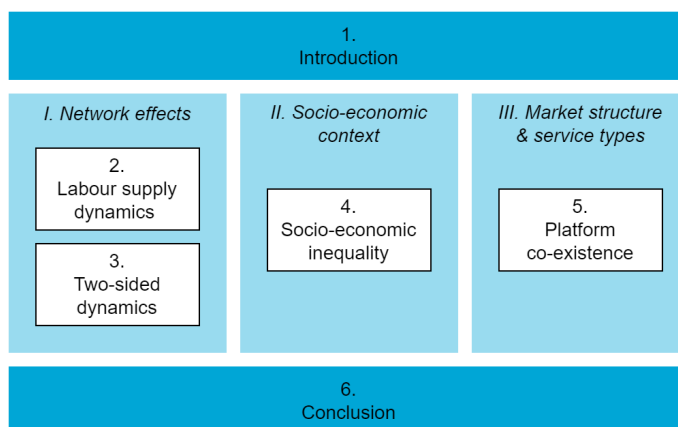 1.
Introduction
I. Network effects
2.
Labour supply
dynamics
3.
Two-sided
dynamics
II. Socio-economic
context
4.
Socio-economic
inequality
III. Market structure
& service types
5.
Platform
co-existence
6.
Conclusion